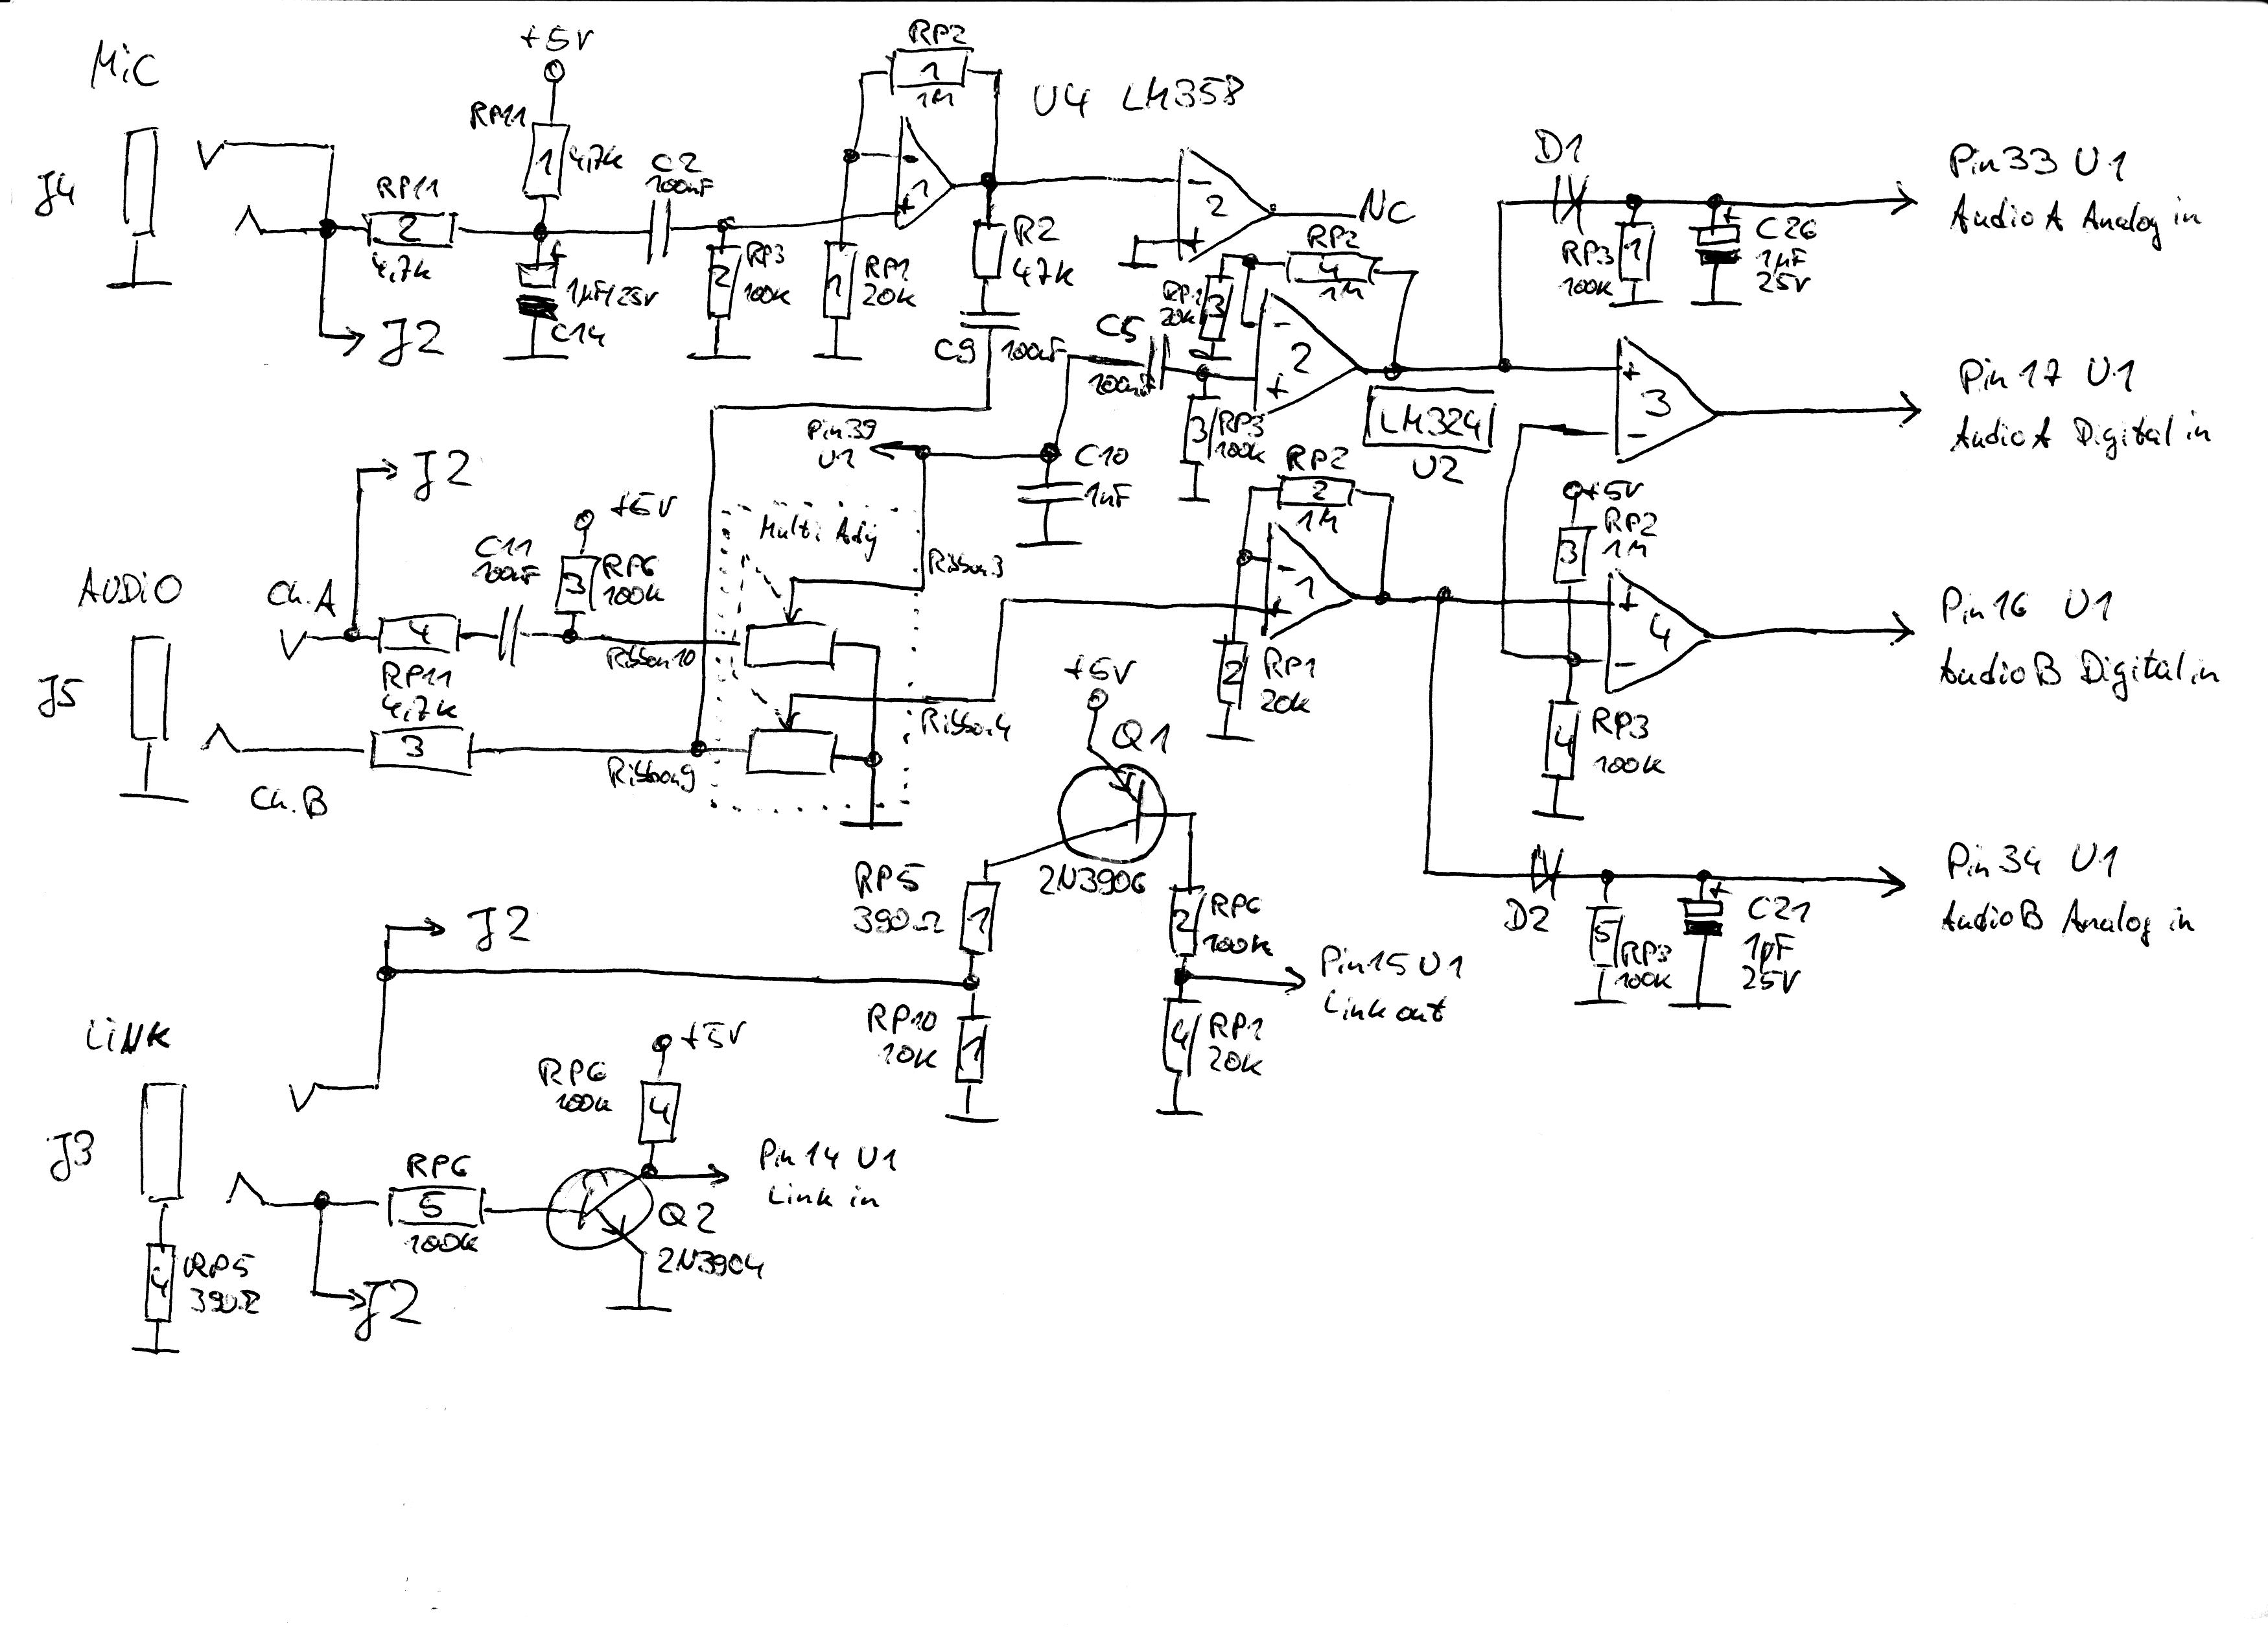 MiC
J4
RP11
2
4,7k
J2
+5V
RP11
1
4,7k
1µF/25V
C14
C2
100nF
RP3
2
100k
RP2
1
1M
-
1
+
RP1
1
20k
U4 LM358
R2
47k
C9
100nF
-
2
+
NC
RP2
4
1M
RP1
3
20k
C5
100nF
-
2
+
RP3
3
100k
LM324
U2
D1
RP3
1
100k
+
C26
1µF
25V
Pin 33 U1
Audio A Analog in
+
3
-
Pin 17 U1
Audio A Digital in
Pin 39
U1
C10
1nF
AUDiO
J5
J2
Ch. A
4
RP11
4,7k
3
Ch. B
C11
100nF
+5V
3
RP6
100k
Ribbon 10
Ribbon 9
Multi Adj
Ribbon 3
Ribbon 4
RP2
2
1M
-
1
+
2
RP1
20k
+5V
RP2
3
1M
+
4
-
RP3
4
100k
Pin 16 U1
Audio B Digital in
+5V
Q1
2N3906
RP5
390Ω
1
RP10
10k
1
2
RP6
100k
Pin 15 U1
Link out
4
RP1
20k
D2
5
RP3
100k
+
C21
1µF
25V
Pin 34 U1
Audio B Analog in
LiNK
J3
J2
4
RP5
390Ω
RP6
5
100k
J2
RP6
100k
4
+5V
Pin 14 U1
Link in
Q2
2N3904